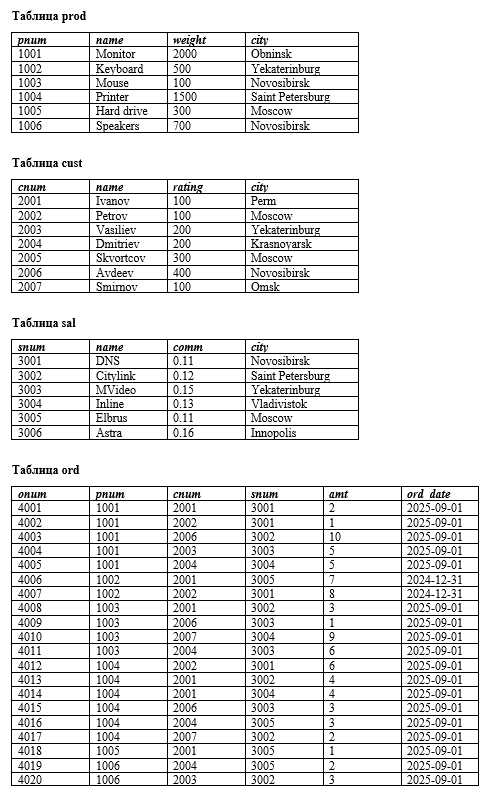 Таблица prod
pnum name weight city
1001 Monitor 2000 Obninsk
1002 Keyboard 500 Yekaterinburg
1003 Mouse 100 Novosibirsk
1004 Printer 1500 Saint Petersburg
1005 Hard drive 300 Moscow
1006 Speakers 700 Novosibirsk
Таблица cust
cnum name rating city
2001 Ivanov 100 Perm
2002 Petrov 100 Moscow
2003 Vasiliev 200 Yekaterinburg
2004 Dmitriev 200 Krasnoyarsk
2005 Skvortcov 300 Moscow
2006 Avdeev 400 Novosibirsk
2007 Smirnov 100 Omsk
Таблица sal
snum name comm city
3001 DNS 0.11 Novosibirsk
3002 Citylink 0.12 Saint Petersburg
3003 MVideo 0.15 Yekaterinburg
3004 Inline 0.13 Vladivistok
3005 Elbrus 0.11 Moscow
3006 Astra 0.16 Innopolis
Таблица ord
onum pnum cnum snum amt ord_date
4001 1001 2001 3001 2 2025-09-01
4002 1001 2002 3001 1 2025-09-01
4003 1001 2006 3002 10 2025-09-01
4004 1001 2003 3003 5 2025-09-01
4005 1001 2004 3004 5 2025-09-01
4006 1002 2001 3005 7 2024-12-31
4007 1002 2002 3001 8 2024-12-31
4008 1003 2001 3002 3 2025-09-01
4009 1003 2006 3003 1 2025-09-01
4010 1003 2007 3004 9 2025-09-01
4011 1003 2004 3003 6 2025-09-01
4012 1004 2002 3001 6 2025-09-01
4013 1004 2001 3002 4 2025-09-01
4014 1004 2001 3004 4 2025-09-01
4015 1004 2006 3003 3 2025-09-01
4016 1004 2004 3005 3 2025-09-01
4017 1004 2007 3002 2 2025-09-01
4018 1005 2001 3005 1 2025-09-01
4019 1006 2004 3005 2 2025-09-01
4020 1006 2003 3002 3 2025-09-01